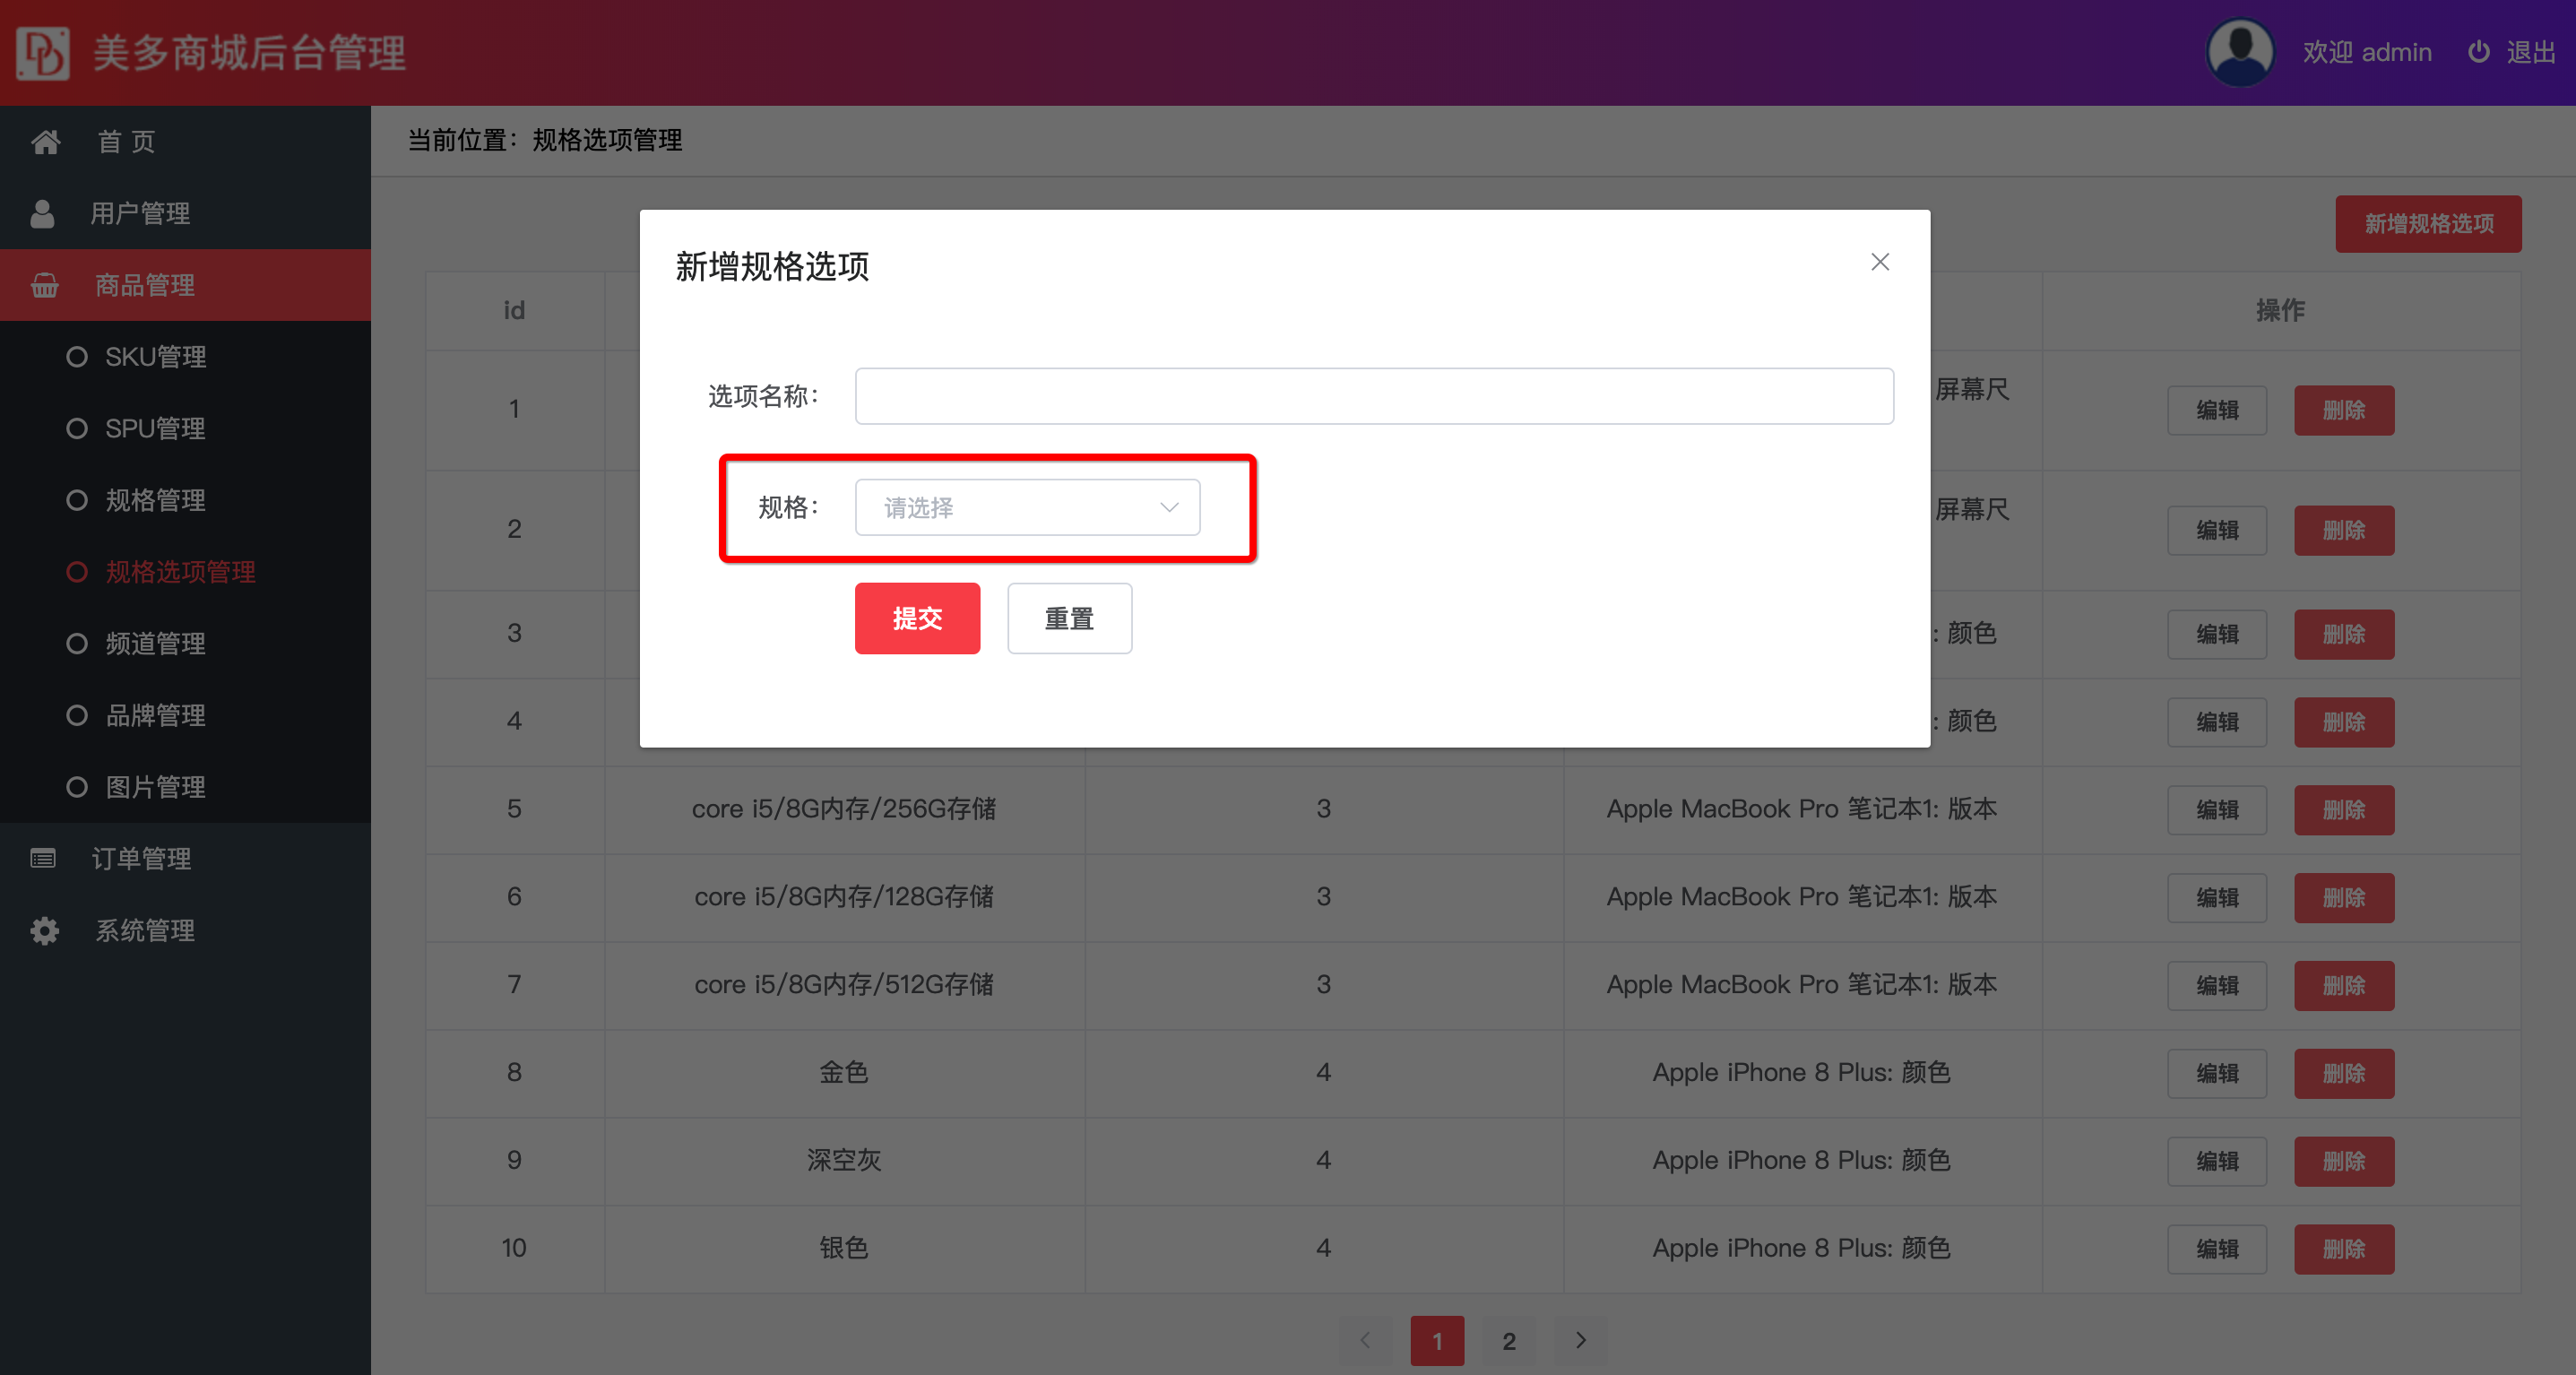 美多商城后台管理
欢迎 admin
退出
首 页
用户管理
商品管理
SKU管理
SPU管理
规格管理
规格选项管理
频道管理
品牌管理
图片管理
订单管理
系统管理
当前位置：规格选项管理
新增规格选项
新增规格选项
选项名称：
规格：
请选择
提交
重置
id
操作
1
屏幕尺
编辑
删除
2
屏幕尺
编辑
删除
3
: 颜色
编辑
删除
4
: 颜色
编辑
删除
5
core i5/8G内存/256G存储
3
Apple MacBook Pro 笔记本1: 版本
编辑
删除
6
core i5/8G内存/128G存储
3
Apple MacBook Pro 笔记本1: 版本
编辑
删除
7
core i5/8G内存/512G存储
3
Apple MacBook Pro 笔记本1: 版本
编辑
删除
8
金色
4
Apple iPhone 8 Plus: 颜色
编辑
删除
9
深空灰
4
Apple iPhone 8 Plus: 颜色
编辑
删除
10
银色
4
Apple iPhone 8 Plus: 颜色
编辑
删除
1
2